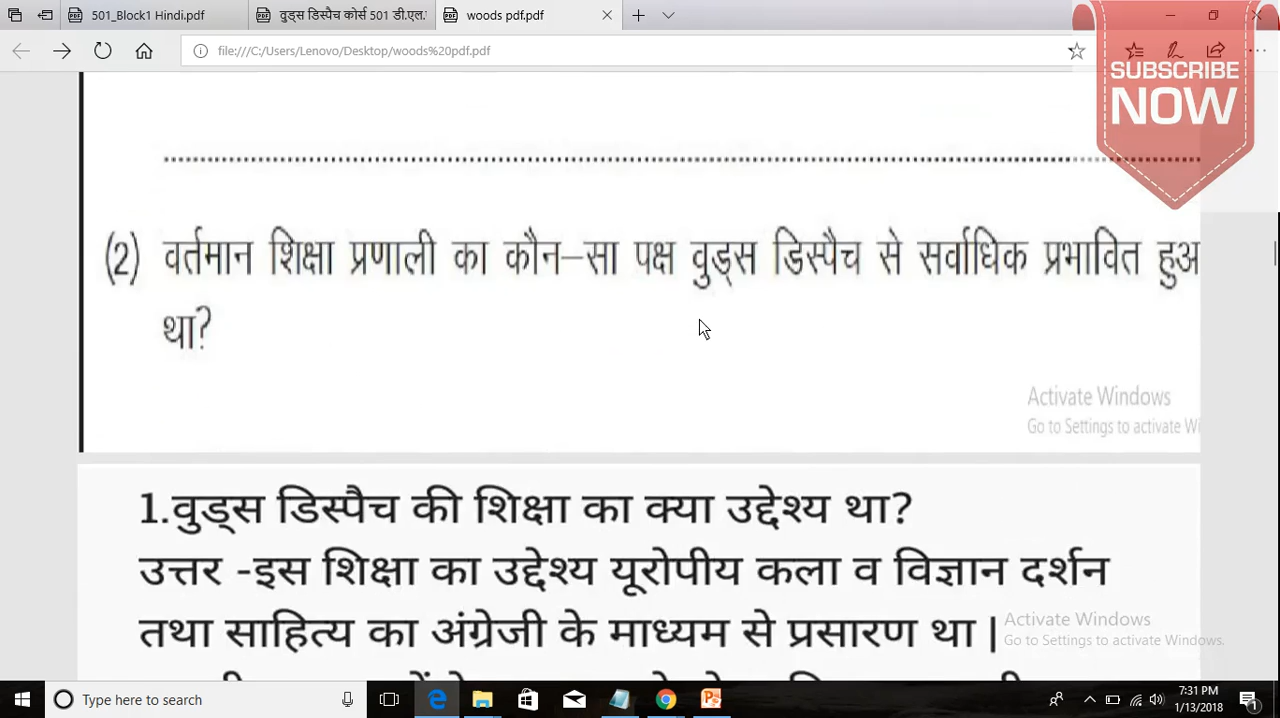 501_Block1 Hindi.pdf
वुड्स डिस्पैच कोर्स 501 डी.एल.
woods pdf.pdf
file:///C:/Users/Lenovo/Desktop/woods%20pdf.pdf
SUBSCRIBE
NOW
(2) वर्तमान शिक्षा प्रणाली का कौन–सा पक्ष वुड्स डिस्पैच से सर्वाधिक प्रभावित हुअ
था?
Activate Windows
Go to Settings to activate Wi
1.वुड्स डिस्पैच की शिक्षा का क्या उद्देश्य था?
उत्तर -इस शिक्षा का उद्देश्य यूरोपीय कला व विज्ञान दर्शन
तथा साहित्य का अंग्रेजी के माध्यम से प्रसारण था |
Activate Windows
Go to Settings to activate Windows.
Type here to search
7:31 PM
1/13/2018
1